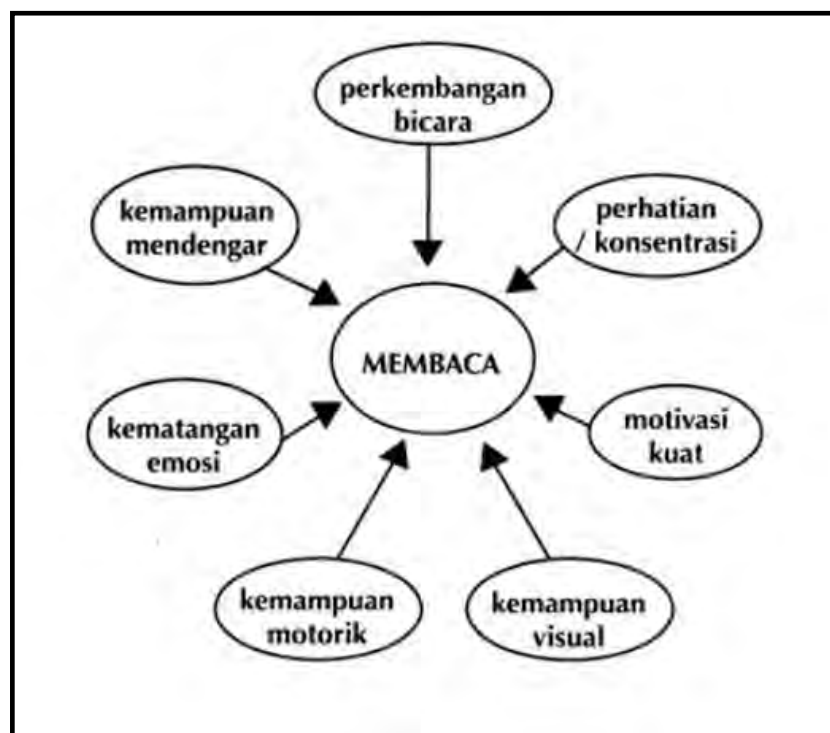 perkembangan
bicara
kemampuan
mendengar
perhatian
/ konsentrasi
MEMBACA
kematangan
emosi
motivasi
kuat
kemampuan
motorik
kemampuan
visual